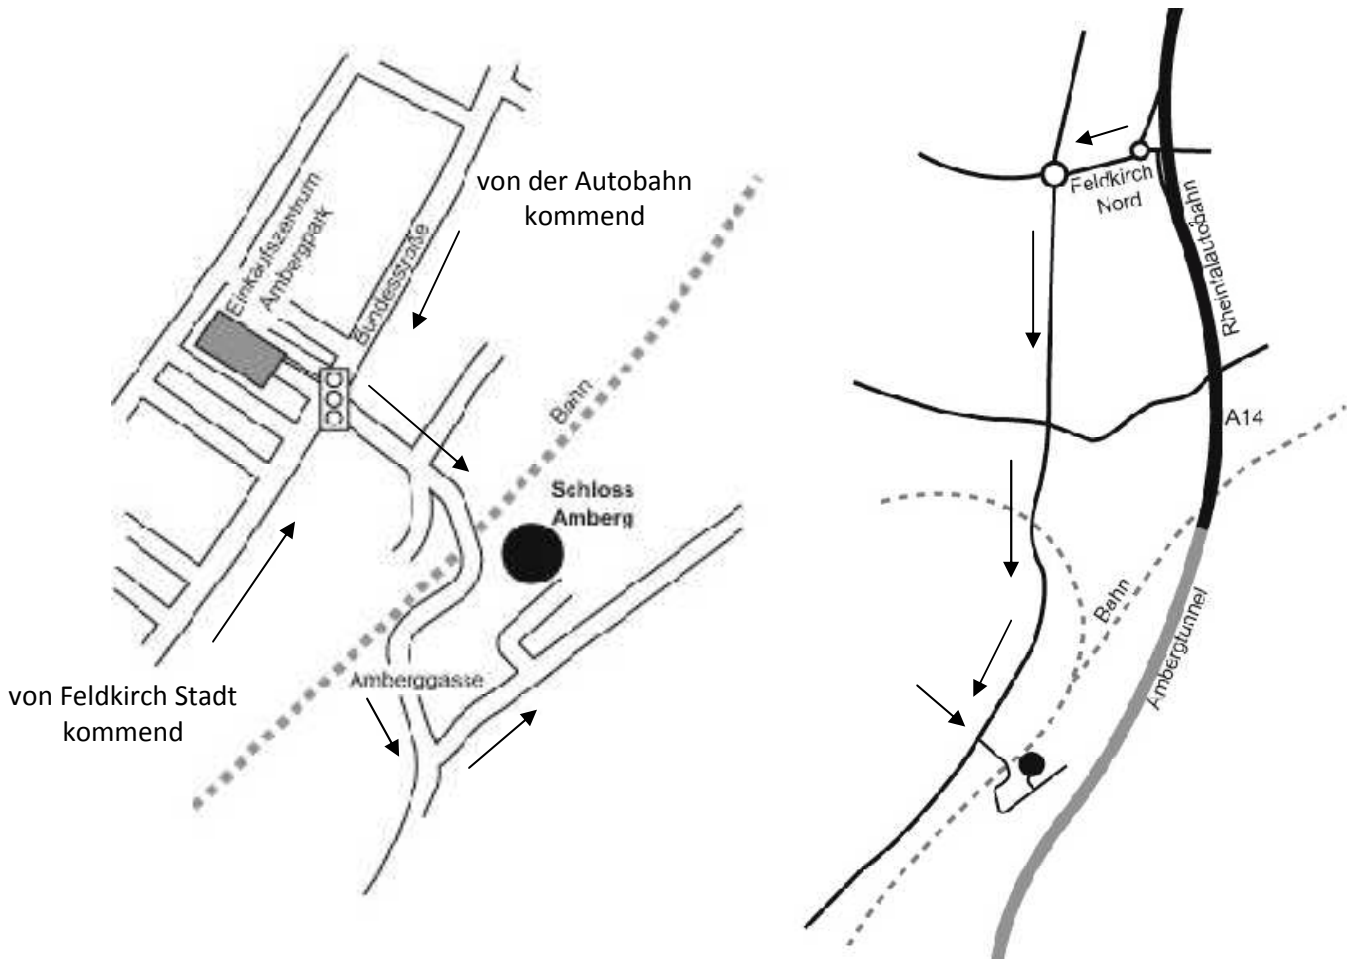 von der Autobahn
kommend
Einkaufszentrum
Ambergpark
Bundesstraße
Bahn
Schloss
Amberg
Amberggasse
von Feldkirch Stadt
kommend
Feldkirch
Nord
Rheintalautobahn
A14
Bahn
Ambergtunnel